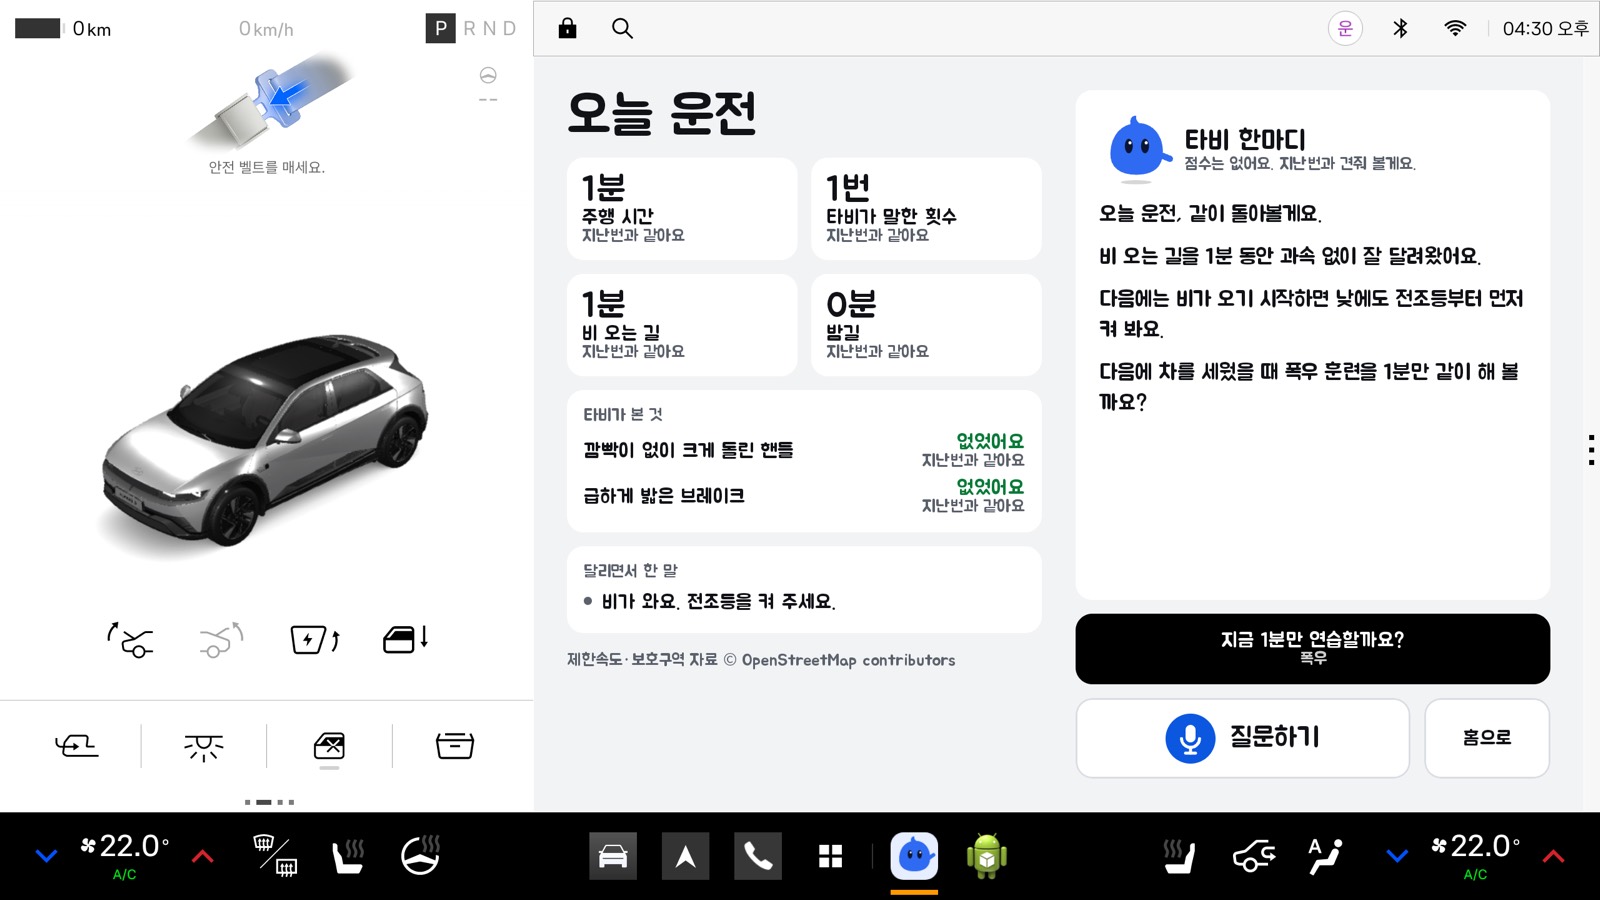 0 km
0 km/h
P R N D
안전 벨트를 매세요.
--
운
04:30 오후
오늘 운전
1분
주행 시간
지난번과 같아요
1번
타비가 말한 횟수
지난번과 같아요
1분
비 오는 길
지난번과 같아요
0분
밤길
지난번과 같아요
타비가 본 것
깜빡이 없이 크게 돌린 핸들
없었어요
지난번과 같아요
급하게 밟은 브레이크
없었어요
지난번과 같아요
달리면서 한 말
• 비가 와요. 전조등을 켜 주세요.
제한속도·보호구역 자료 © OpenStreetMap contributors
타비 한마디
점수는 없어요. 지난번과 견줘 볼게요.
오늘 운전, 같이 돌아볼게요.
비 오는 길을 1분 동안 과속 없이 잘 달려왔어요.
다음에는 비가 오기 시작하면 낮에도 전조등부터 먼저
켜 봐요.
다음에 차를 세웠을 때 폭우 훈련을 1분만 같이 해 볼
까요?
지금 1분만 연습할까요?
폭우
질문하기
홈으로
22.0°
A/C
A
22.0°
A/C